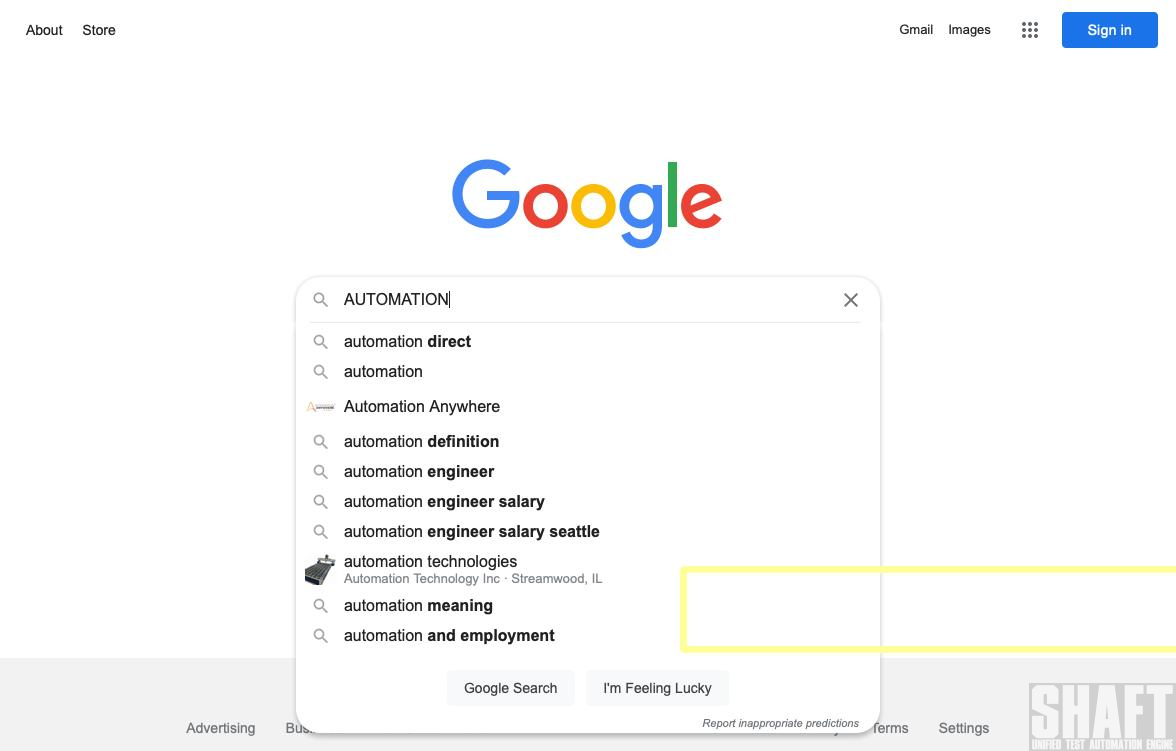 About Store
Gmail Images
Sign in
Google
AUTOMATION
automation direct
automation
Automation Anywhere
automation definition
automation engineer
automation engineer salary
automation engineer salary seattle
automation technologies
Automation Technology Inc · Streamwood, IL
automation meaning
automation and employment
Google Search I'm Feeling Lucky
Report inappropriate predictions
Advertising
Terms Settings
SHAFT
UNIFIED TEST AUTOMATION ENGINE